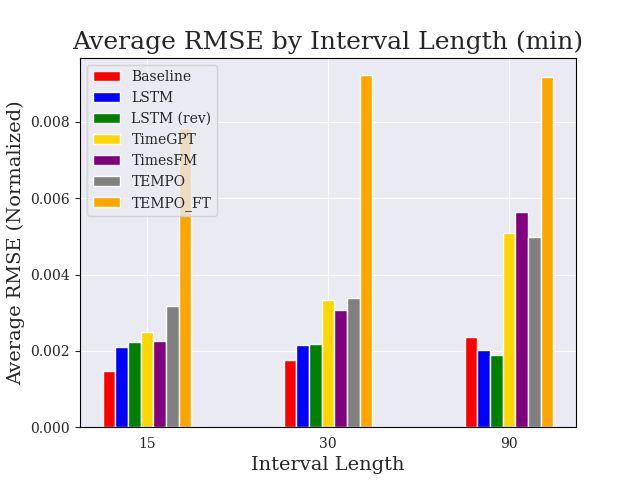 Average RMSE by Interval Length (min)
Average RMSE (Normalized)
0.008
0.006
0.004
0.002
0.000
Baseline
LSTM
LSTM (rev)
TimeGPT
TimesFM
TEMPO
TEMPO_FT
15
30
90
Interval Length